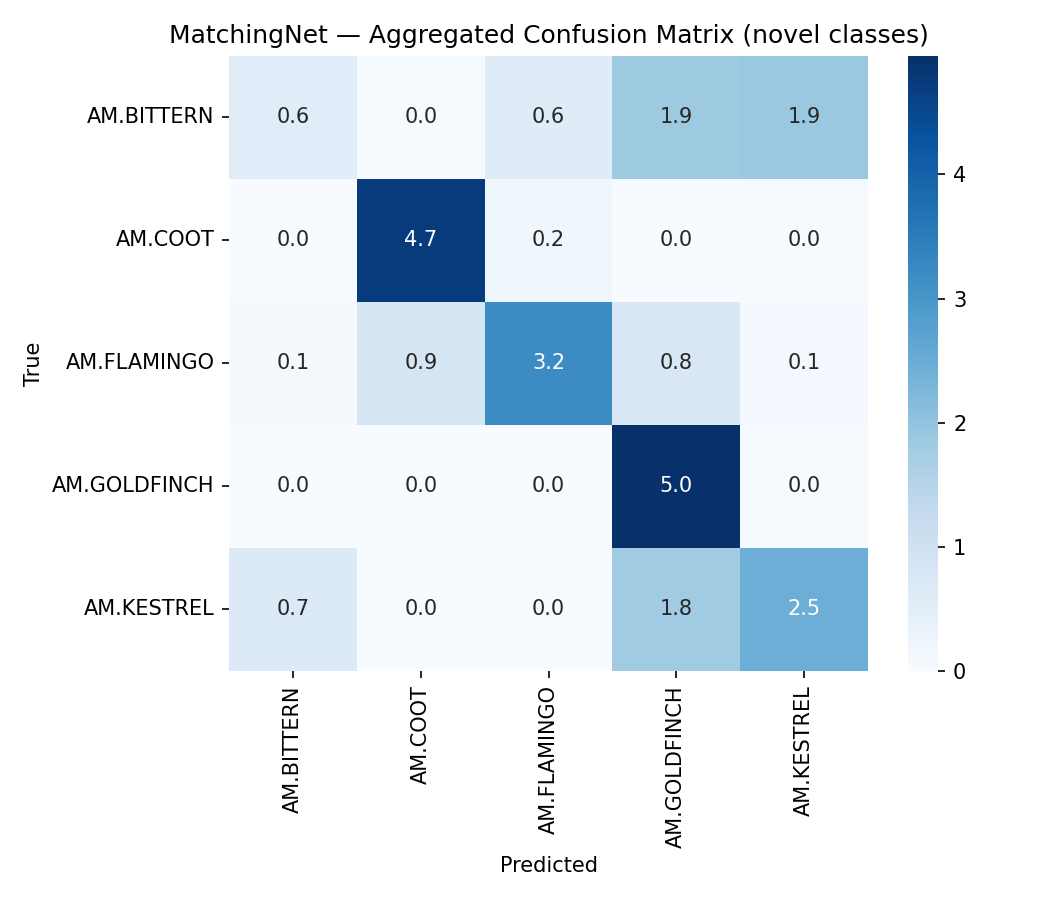 MatchingNet — Aggregated Confusion Matrix (novel classes)
AM.BITTERN 0.6 0.0 0.6 1.9 1.9
AM.COOT 0.0 4.7 0.2 0.0 0.0
AM.FLAMINGO 0.1 0.9 3.2 0.8 0.1
AM.GOLDFINCH 0.0 0.0 0.0 5.0 0.0
AM.KESTREL 0.7 0.0 0.0 1.8 2.5
True
4
3
2
1
0
AM.BITTERN
AM.COOT
AM.FLAMINGO
AM.GOLDFINCH
AM.KESTREL
Predicted